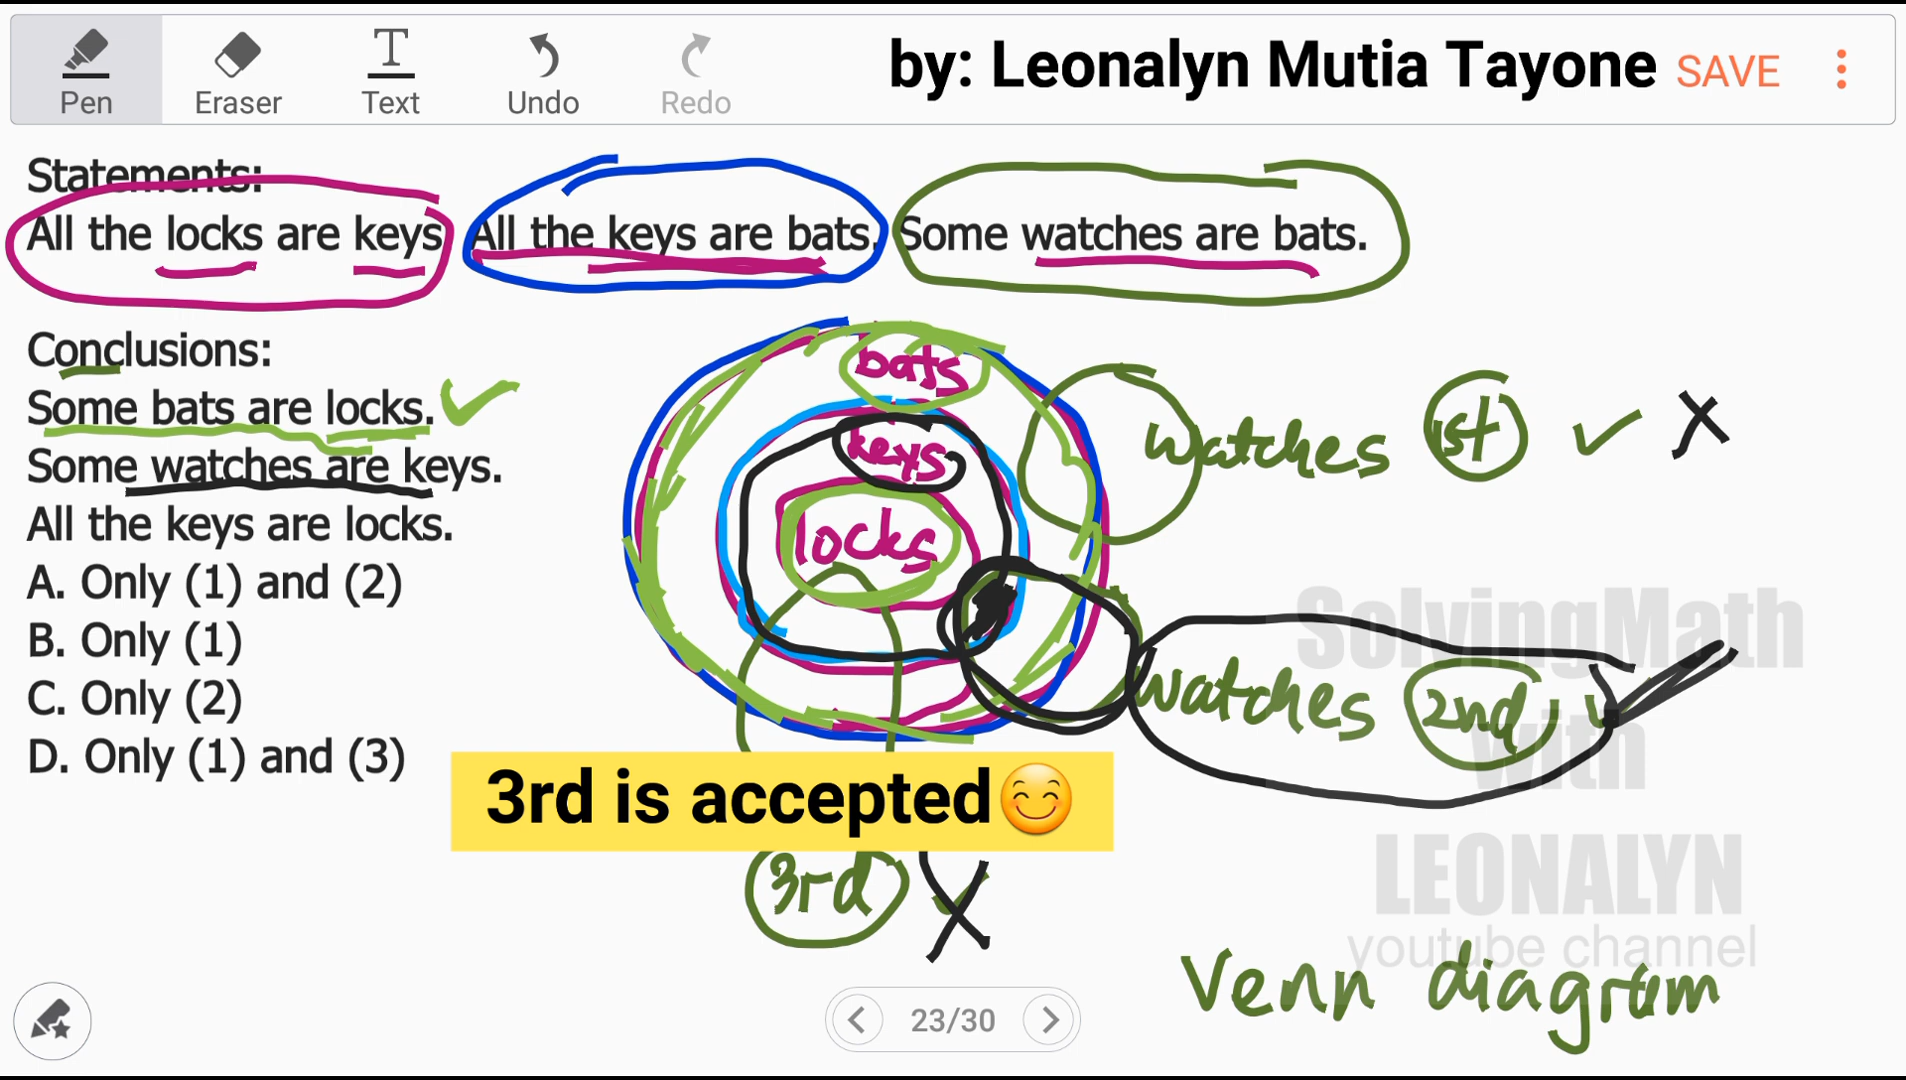 by: Leonalyn Mutia Tayone
SAVE
Pen
Eraser
Text
Undo
Redo
Statements:
All the locks are keys. All the keys are bats. Some watches are bats.
Conclusions:
Some bats are locks.
Some watches are keys.
All the keys are locks.
A. Only (1) and (2)
B. Only (1)
C. Only (2)
D. Only (1) and (3)
bats
keys
locks
watches 1st
watches 2nd
3rd is accepted😊
3rd
SolvingMath
with
LEONALYN
youtube channel
Venn diagram
23/30